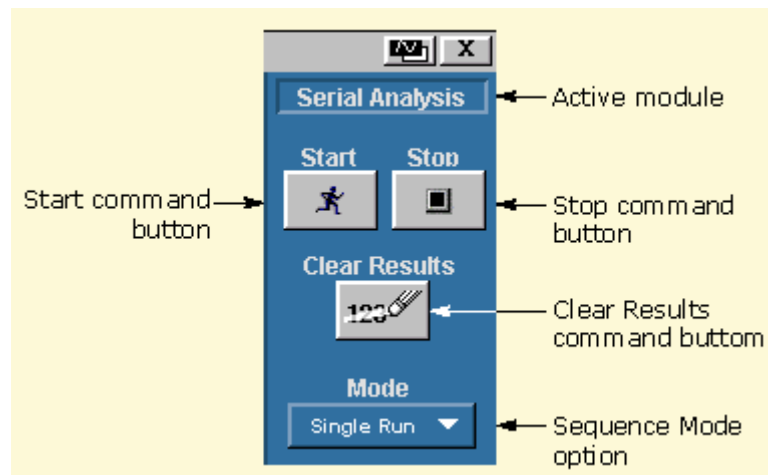 X
Serial Analysis
Active module
Start
Stop
Start command
button
Stop command
button
Clear Results
123
Clear Results
command buttom
Mode
Single Run
Sequence Mode
option